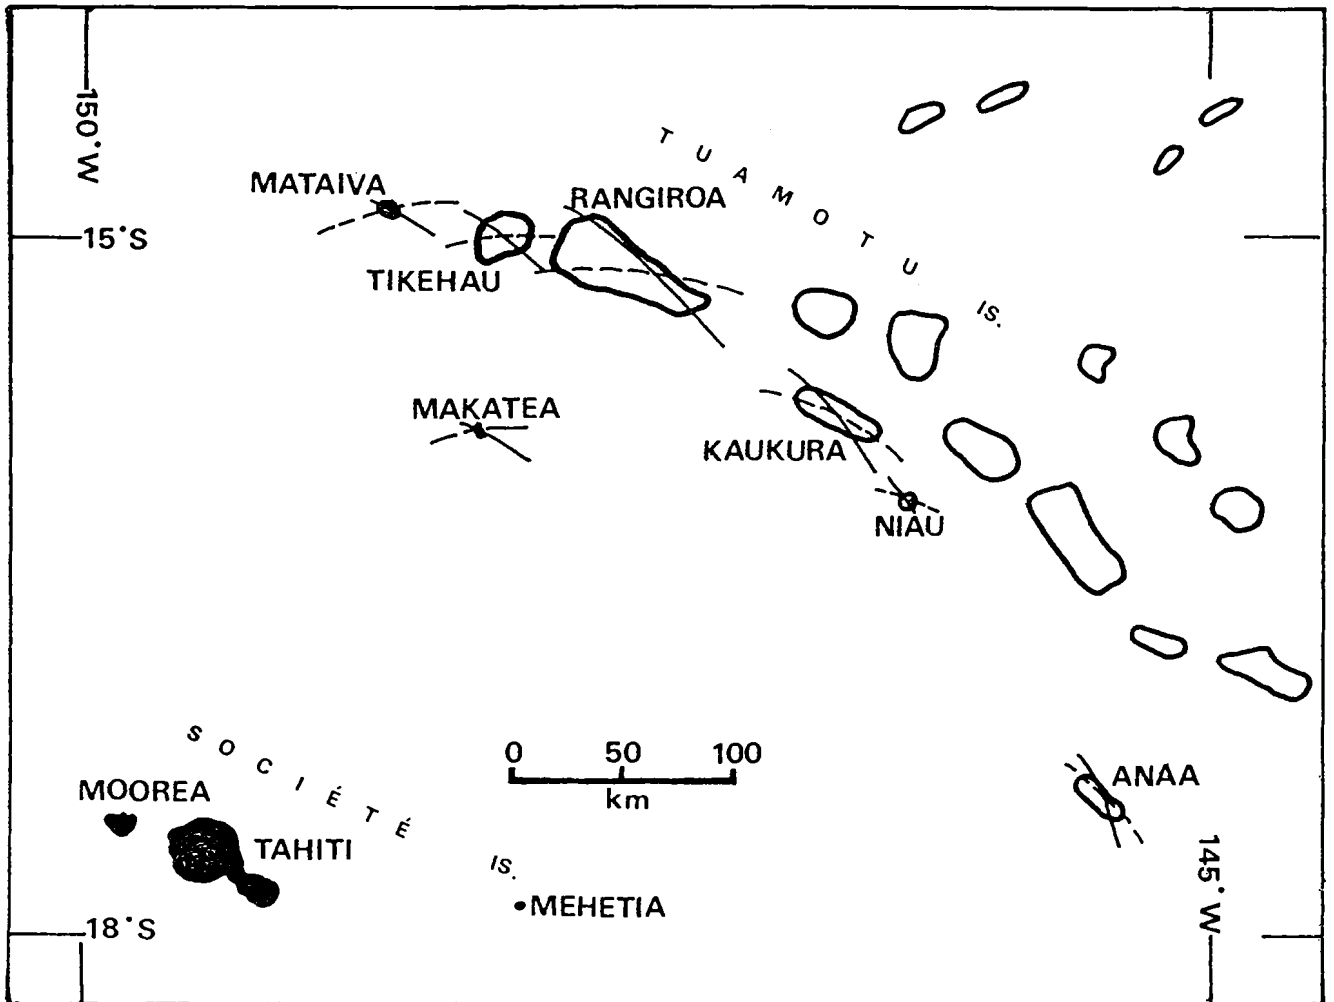 150°W
TUAMOTU IS.
MATAIVA
RANGIROA
15°S
TIKEHAU
MAKATEA
KAUKURA
NIAU
SOCIÉTÉ IS.
0 50 100
km
MOOREA
ANAA
TAHITI
145°W
MEHETIA
18°S